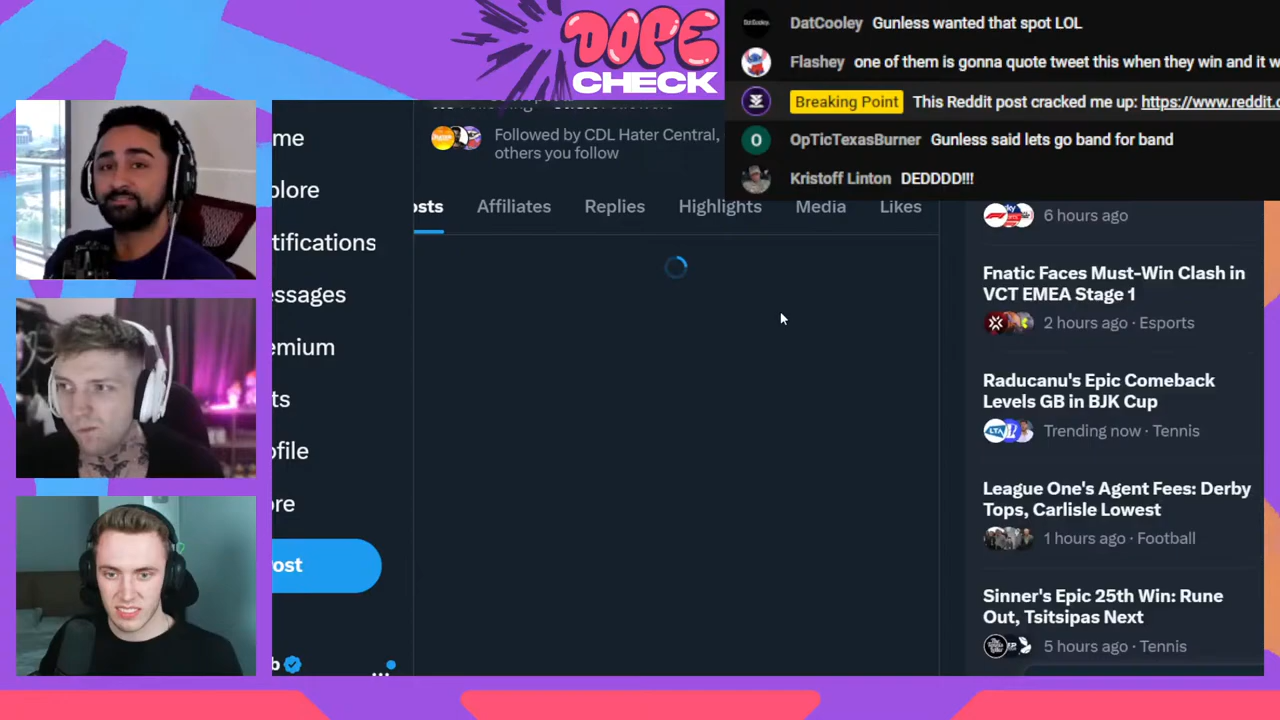 DOPE
CHECK
DatCooley Gunless wanted that spot LOL
Flashey one of them is gonna quote tweet this when they win and it w
Breaking Point This Reddit post cracked me up: https://www.reddit.c
OpTicTexasBurner Gunless said lets go band for band
Kristoff Linton DEDDDD!!!
Followed by CDL Hater Central,
others you follow
osts Affiliates Replies Highlights Media Likes
me
plore
tifications
essages
emium
ts
ofile
ore
ost
b
6 hours ago
Fnatic Faces Must-Win Clash in
VCT EMEA Stage 1
2 hours ago · Esports
Raducanu's Epic Comeback
Levels GB in BJK Cup
Trending now · Tennis
League One's Agent Fees: Derby
Tops, Carlisle Lowest
1 hours ago · Football
Sinner's Epic 25th Win: Rune
Out, Tsitsipas Next
5 hours ago · Tennis